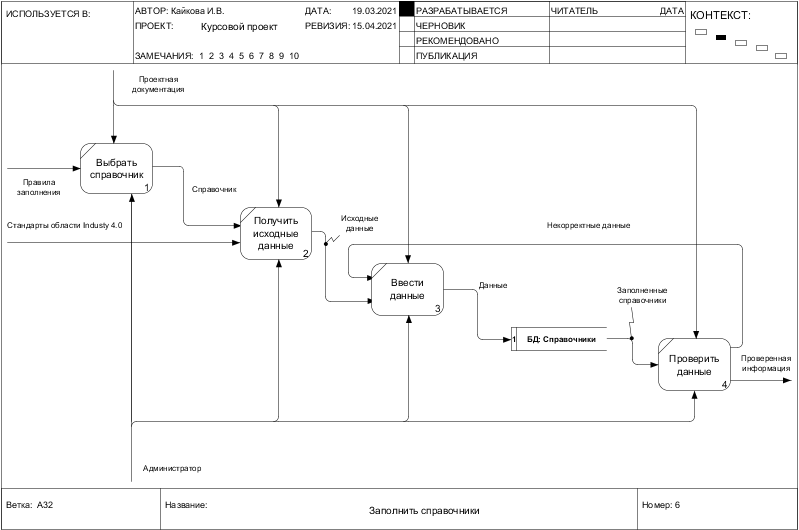 ИСПОЛЬЗУЕТСЯ В:
АВТОР: Кайкова И.В.
ДАТА: 19.03.2021
РАЗРАБАТЫВАЕТСЯ
ЧИТАТЕЛЬ
ДАТА
КОНТЕКСТ:
ПРОЕКТ: Курсовой проект
РЕВИЗИЯ: 15.04.2021
ЧЕРНОВИК
РЕКОМЕНДОВАНО
ЗАМЕЧАНИЯ: 1 2 3 4 5 6 7 8 9 10
ПУБЛИКАЦИЯ
Проектная
документация
Выбрать
справочник
1
Правила
заполнения
Справочник
Стандарты области Industy 4.0
Получить
исходные
данные
2
Исходные
данные
Некорректные данные
Ввести
данные
3
Данные
Заполненные
справочники
1 БД: Справочники
Проверить
данные
4
Проверенная
информация
Администратор
Ветка: A32
Название:
Заполнить справочники
Номер: 6